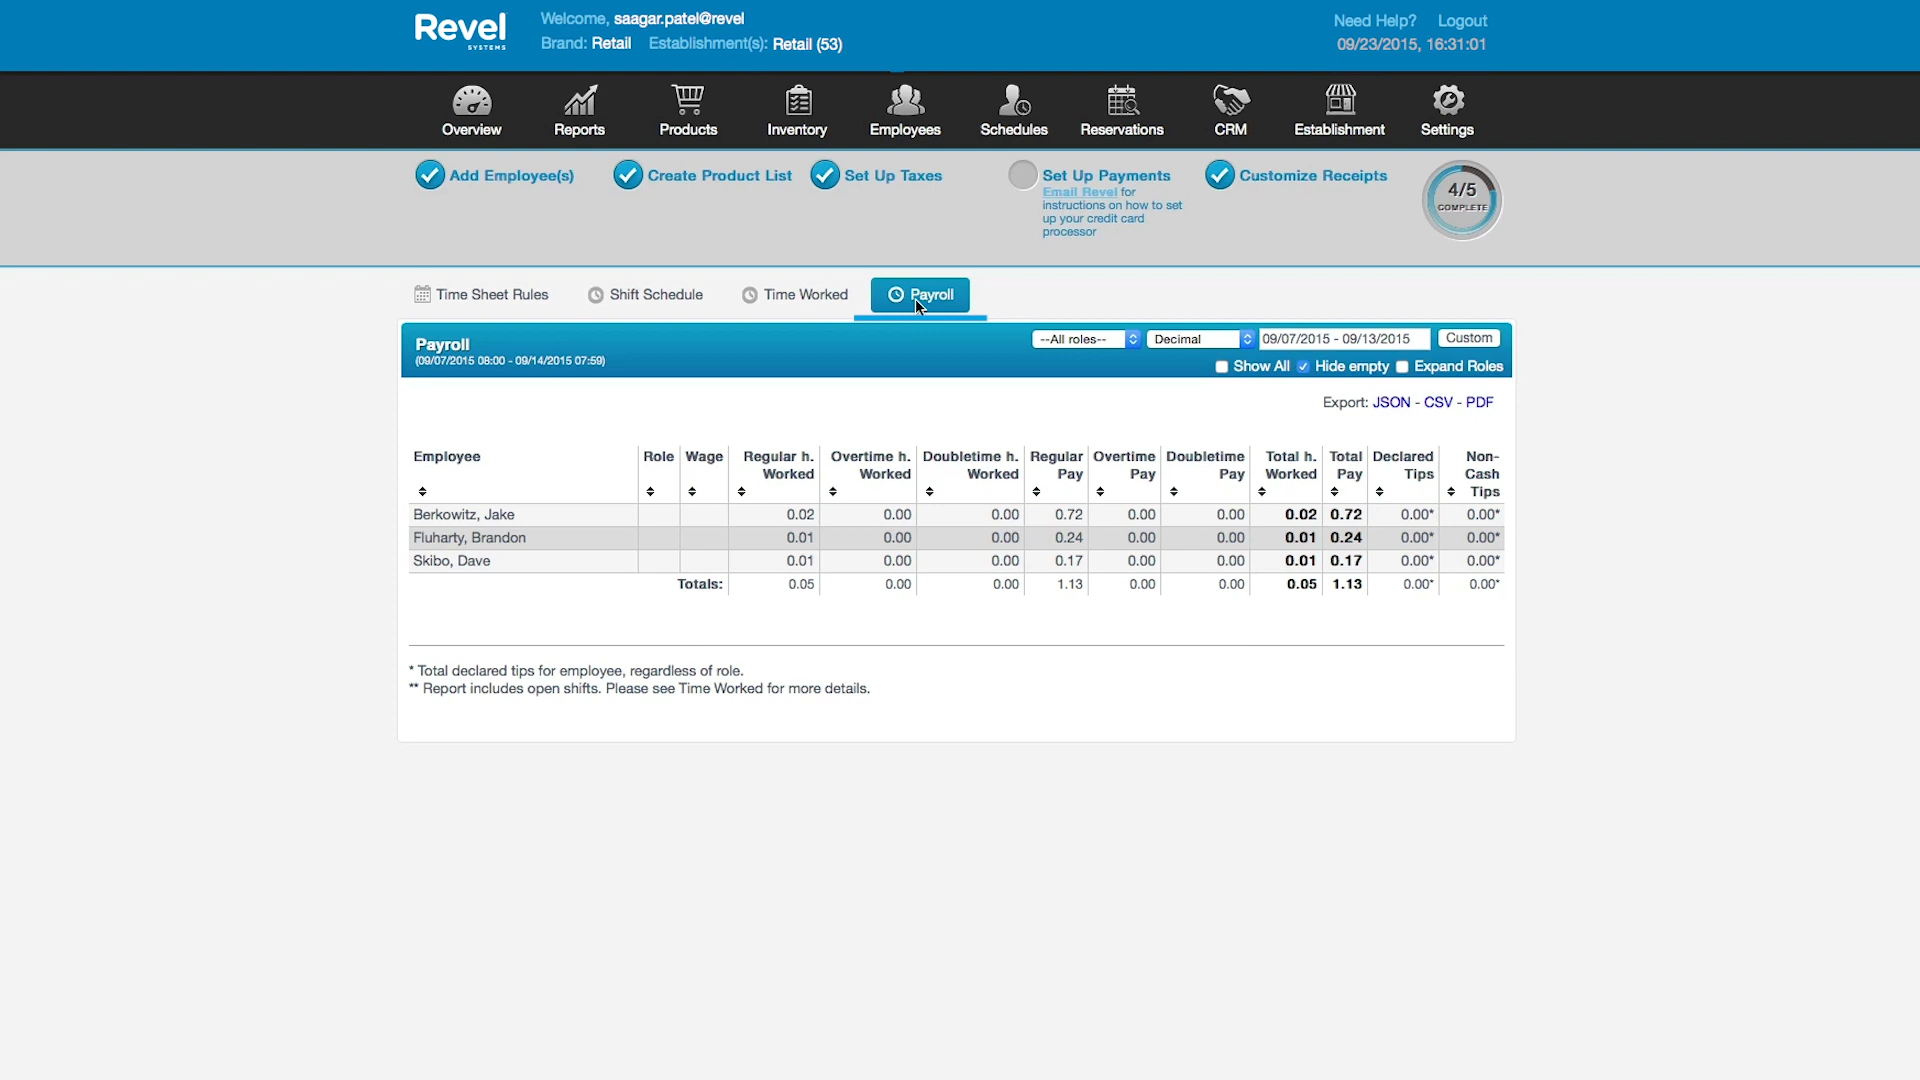 Revel
SYSTEMS
Welcome, saagar.patel@revel
Brand: Retail Establishment(s): Retail (53)
Need Help? Logout
09/23/2015, 16:31:01
Overview Reports Products Inventory Employees Schedules Reservations CRM Establishment Settings
Add Employee(s) Create Product List Set Up Taxes Set Up Payments Customize Receipts
Email Revel for
instructions on how to set
up your credit card
processor
4/5
COMPLETE
Time Sheet Rules Shift Schedule Time Worked Payroll
Payroll
(09/07/2015 08:00 - 09/14/2015 07:59)
--All roles-- Decimal 09/07/2015 - 09/13/2015 Custom
Show All Hide empty Expand Roles
Export: JSON - CSV - PDF
Employee Role Wage Regular h. Overtime h. Doubletime h. Regular Overtime Doubletime Total h. Total Declared Non-
Worked Worked Worked Pay Pay Pay Worked Pay Tips Cash
Tips
Berkowitz, Jake 0.02 0.00 0.00 0.72 0.00 0.00 0.02 0.72 0.00* 0.00*
Fluharty, Brandon 0.01 0.00 0.00 0.24 0.00 0.00 0.01 0.24 0.00* 0.00*
Skibo, Dave 0.01 0.00 0.00 0.17 0.00 0.00 0.01 0.17 0.00* 0.00*
Totals: 0.05 0.00 0.00 1.13 0.00 0.00 0.05 1.13 0.00* 0.00*
* Total declared tips for employee, regardless of role.
** Report includes open shifts. Please see Time Worked for more details.